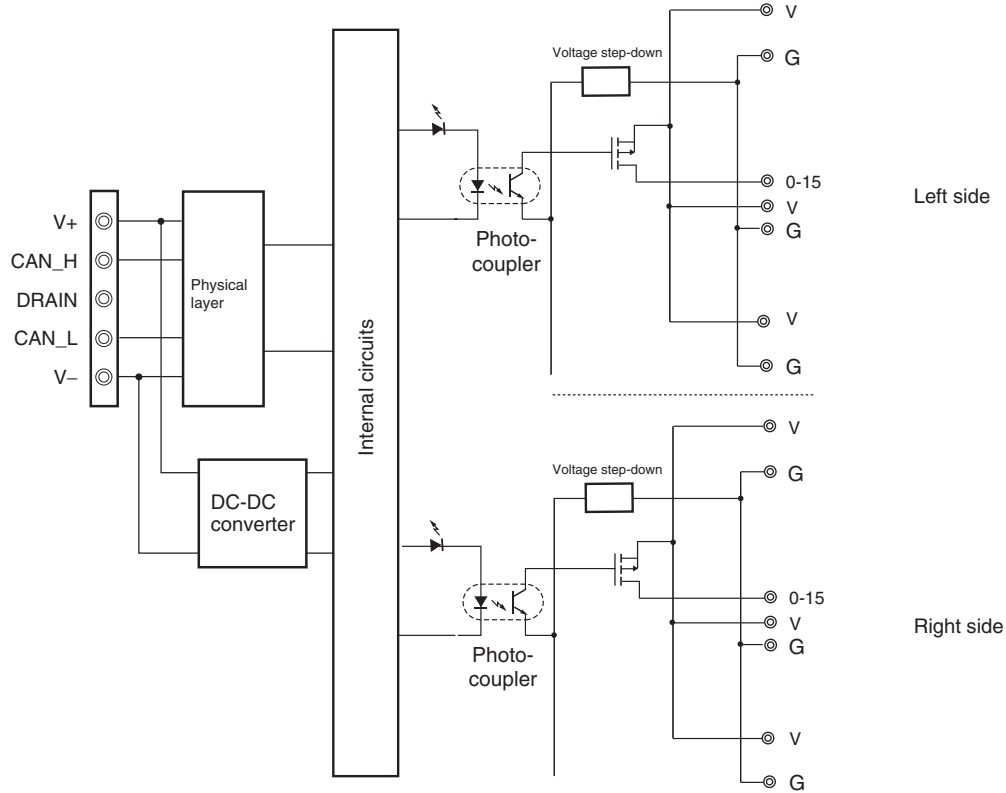 V+
CAN_H
DRAIN
CAN_L
V–
Physical
layer
DC-DC
converter
Internal circuits
Voltage step-down
Photo-
coupler
V
G
0-15
V
G
V
G
Left side
Voltage step-down
Photo-
coupler
V
G
0-15
V
G
V
G
Right side